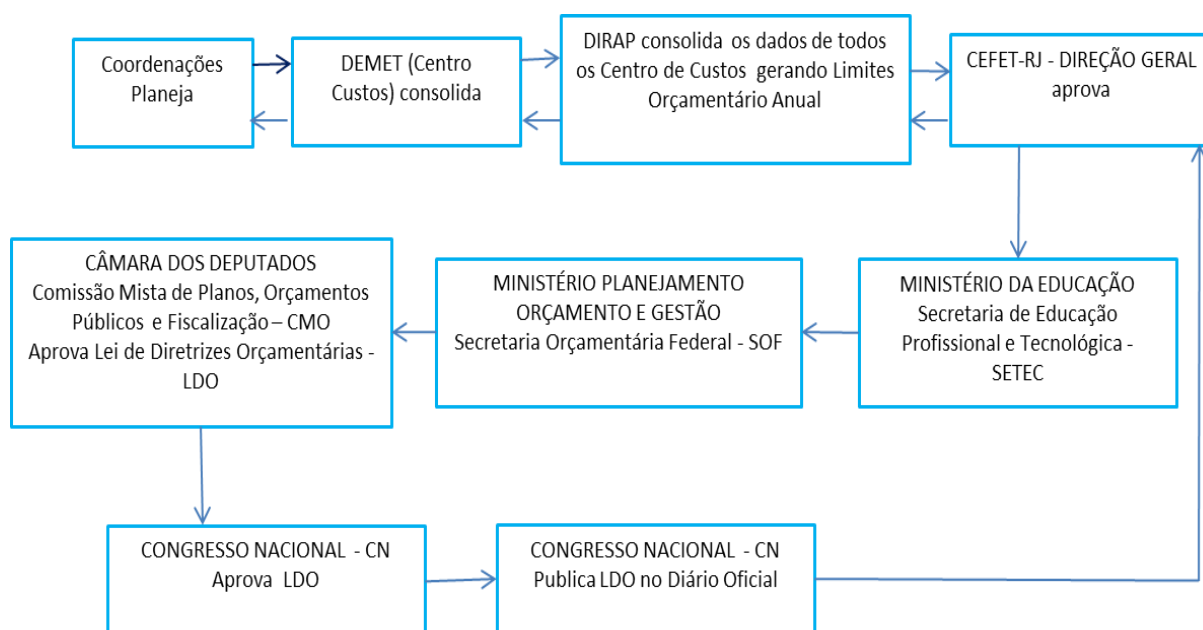 Coordenações
Planeja
DEMET (Centro
Custos) consolida
DIRAP consolida os dados de todos
os Centro de Custos gerando Limites
Orçamentário Anual
CEFET-RJ - DIREÇÃO GERAL
aprova
CÂMARA DOS DEPUTADOS
Comissão Mista de Planos, Orçamentos
Públicos e Fiscalização – CMO
Aprova Lei de Diretrizes Orçamentárias -
LDO
MINISTÉRIO PLANEJAMENTO
ORÇAMENTO E GESTÃO
Secretaria Orçamentária Federal - SOF
MINISTÉRIO DA EDUCAÇÃO
Secretaria de Educação
Profissional e Tecnológica -
SETEC
CONGRESSO NACIONAL - CN
Aprova LDO
CONGRESSO NACIONAL - CN
Publica LDO no Diário Oficial